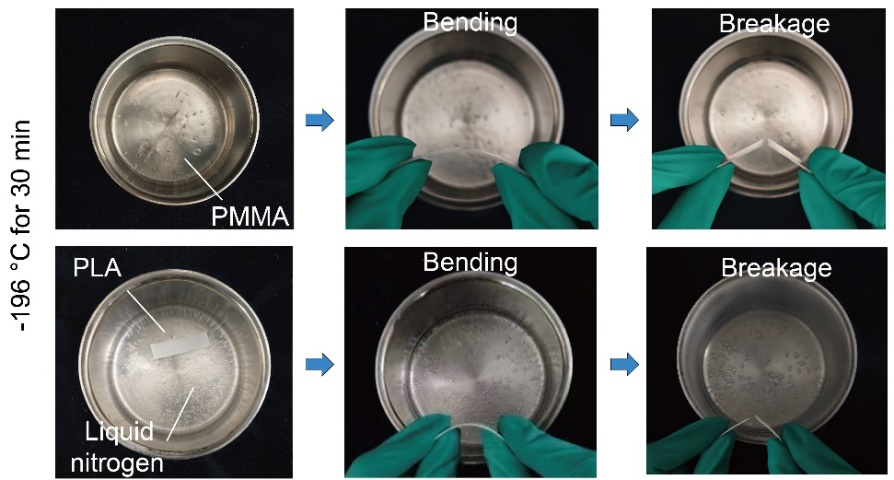 -196 °C for 30 min
PMMA
Bending
Breakage
PLA
Liquid
nitrogen
Bending
Breakage